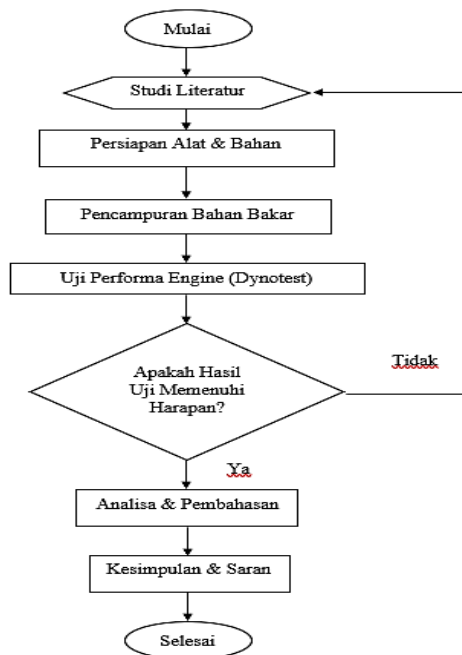 Mulai
Studi Literatur
Persiapan Alat & Bahan
Pencampuran Bahan Bakar
Uji Performa Engine (Dynotest)
Apakah Hasil
Uji Memenuhi
Harapan?
Tidak
Ya
Analisa & Pembahasan
Kesimpulan & Saran
Selesai